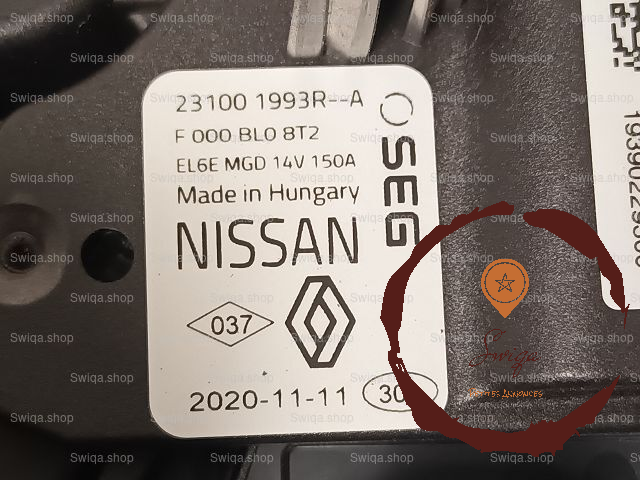 23100 1993R--A
F 000 BL0 8T2
EL6E MGD 14V 150A
Made in Hungary
NISSAN
SEG
037
2020-11-11
30
Swiqa
Swiqa.shop